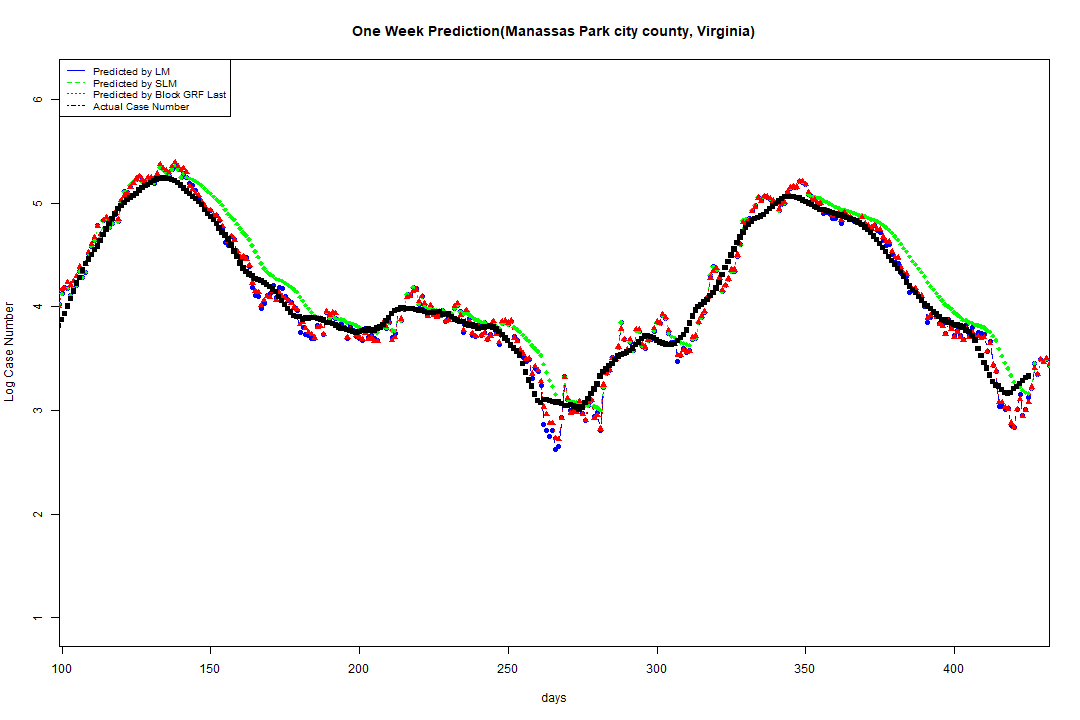 One Week Prediction(Manassas Park city county, Virginia)
Predicted by LM
Predicted by SLM
Predicted by Block GRF Last
Actual Case Number
6
5
4
3
2
1
Log Case Number
100 150 200 250 300 350 400
days